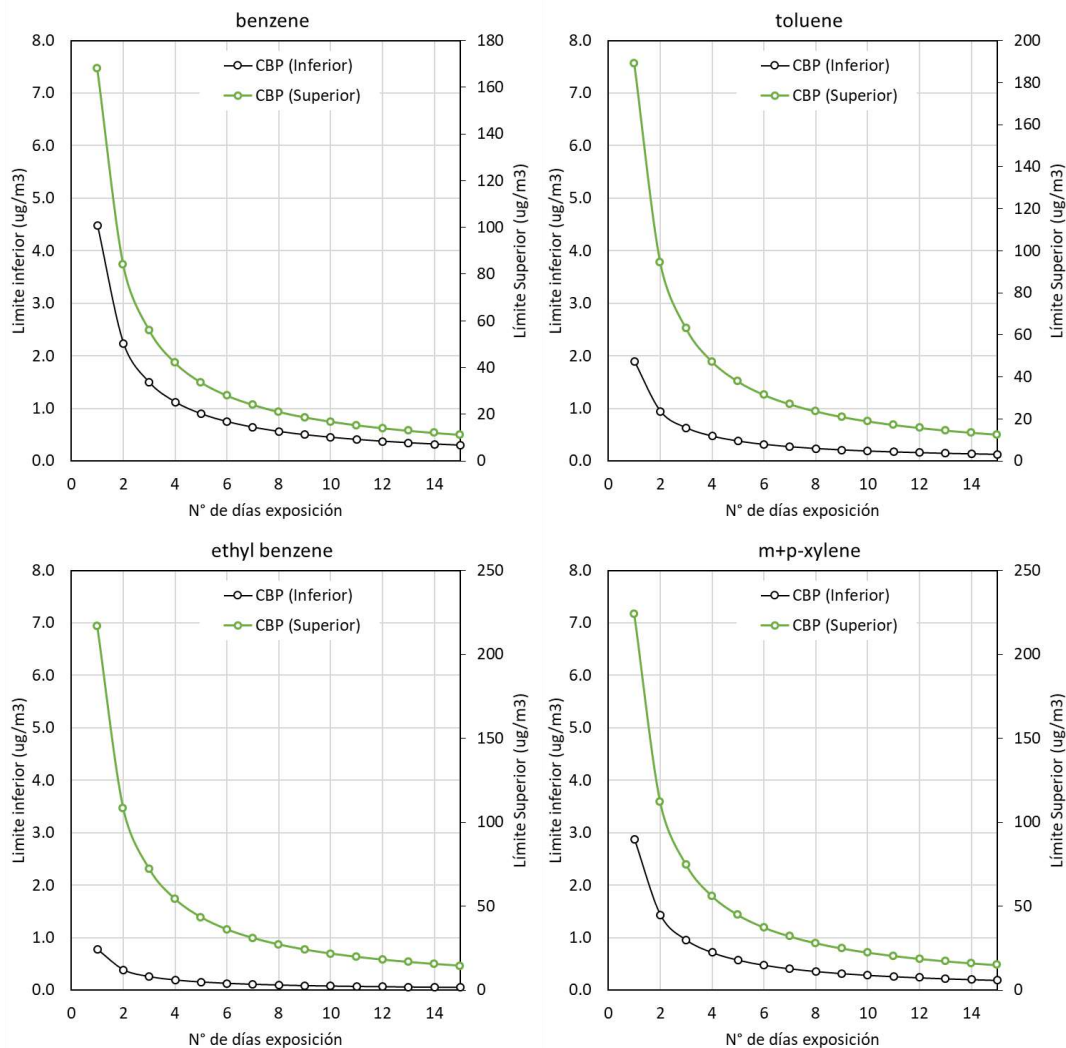 benzene
CBP (Inferior)
CBP (Superior)
8.0
7.0
6.0
5.0
4.0
3.0
2.0
1.0
0.0
Limite inferior (ug/m3)
180
160
140
120
100
80
60
40
20
0
Límite Superior (ug/m3)
0 2 4 6 8 10 12 14
N° de días exposición
toluene
CBP (Inferior)
CBP (Superior)
8.0
7.0
6.0
5.0
4.0
3.0
2.0
1.0
0.0
Limite inferior (ug/m3)
200
180
160
140
120
100
80
60
40
20
0
Límite Superior (ug/m3)
0 2 4 6 8 10 12 14
N° de días exposición
ethyl benzene
CBP (Inferior)
CBP (Superior)
8.0
7.0
6.0
5.0
4.0
3.0
2.0
1.0
0.0
Limite inferior (ug/m3)
250
200
150
100
50
0
Límite Superior (ug/m3)
0 2 4 6 8 10 12 14
N° de días exposición
m+p-xylene
CBP (Inferior)
CBP (Superior)
8.0
7.0
6.0
5.0
4.0
3.0
2.0
1.0
0.0
Limite inferior (ug/m3)
250
200
150
100
50
0
Límite Superior (ug/m3)
0 2 4 6 8 10 12 14
N° de días exposición